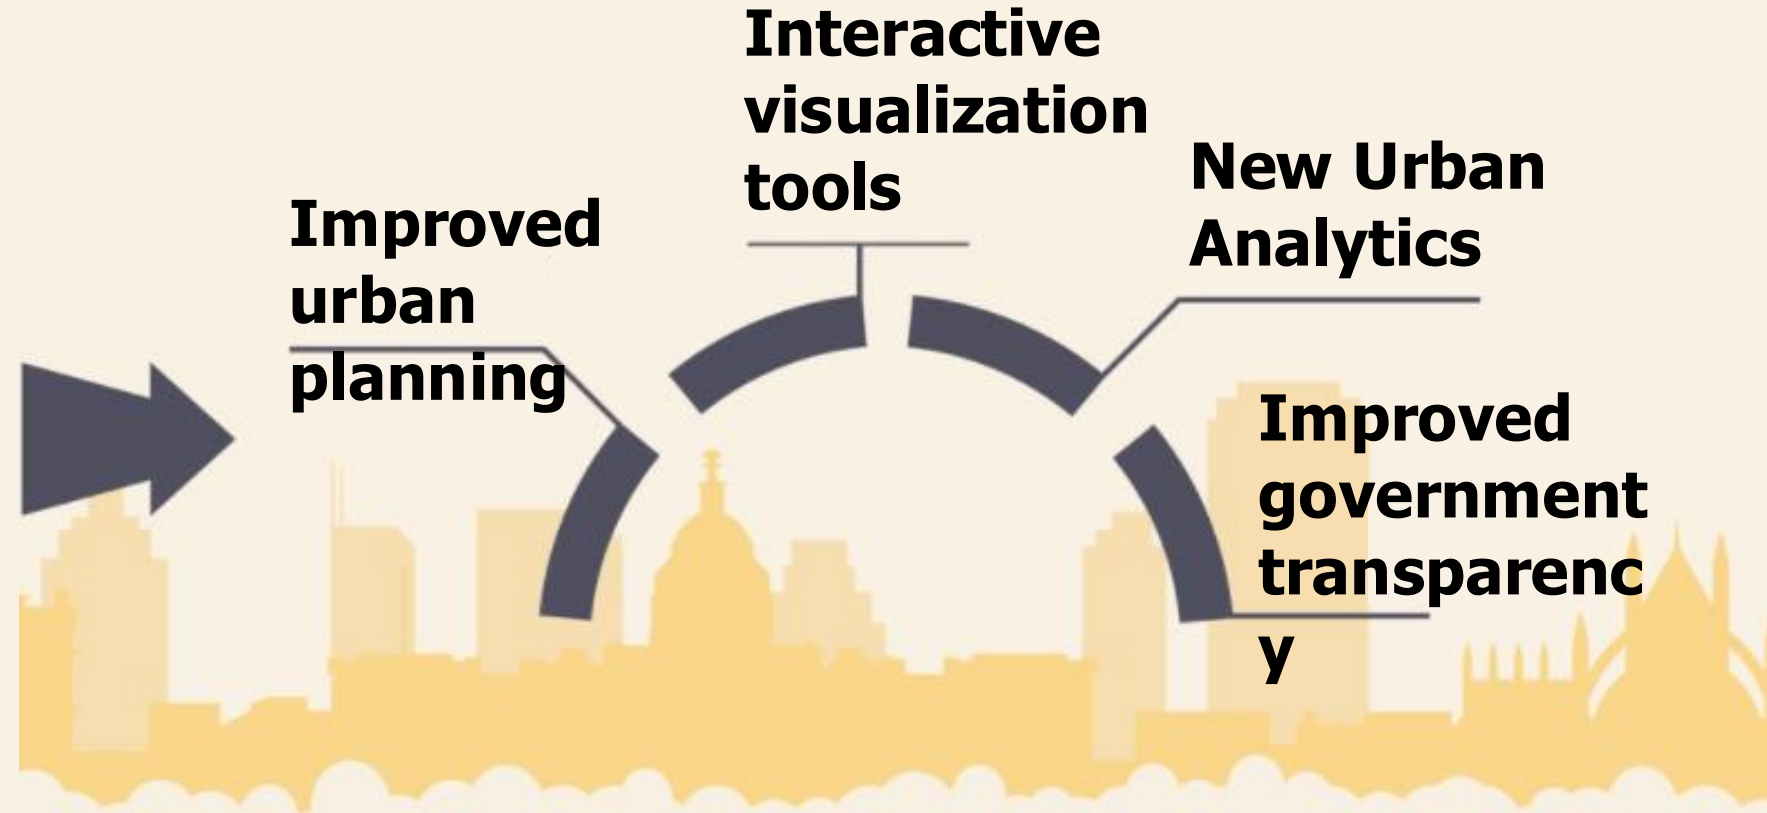 Improved
urban
planning
Interactive
visualization
tools
New Urban
Analytics
Improved
government
transparenc
y